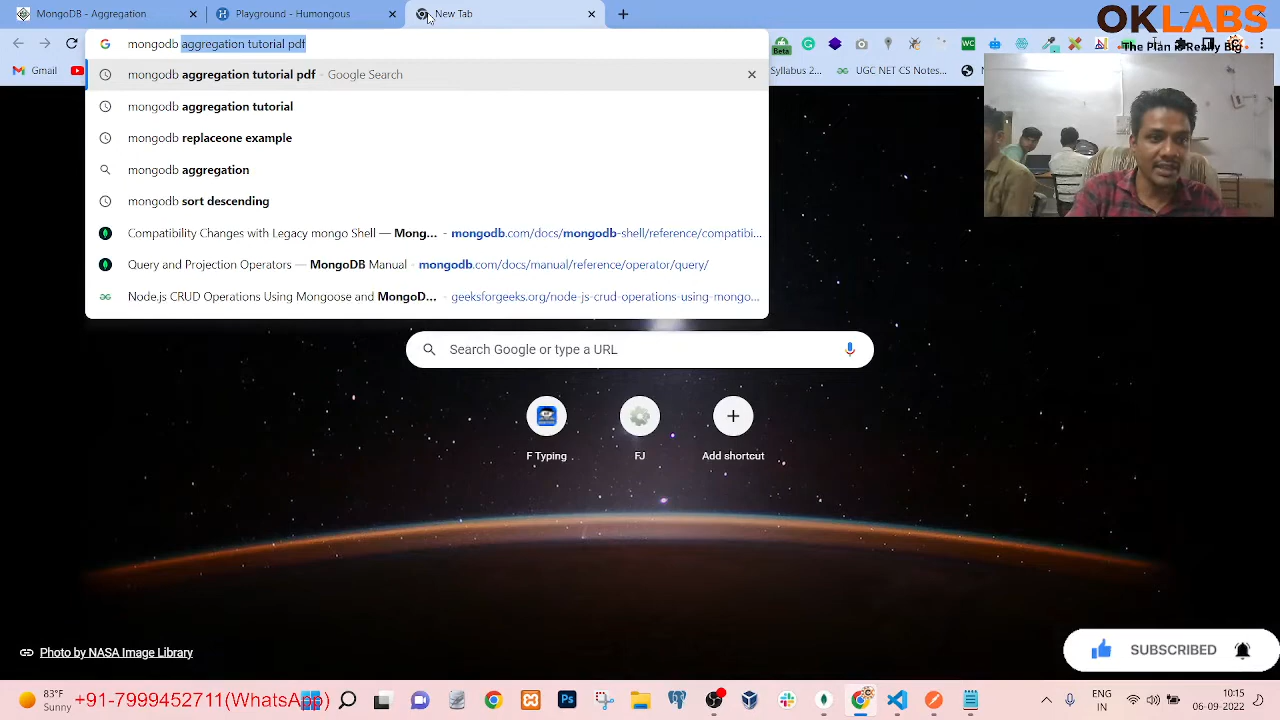 MongoDB - Aggregation
Playground - Humongous
New Tab
OKLABS
The Plan is Really Big
mongodb aggregation tutorial pdf
Beta
WC
Gmail
Syllabus 2...
UGC NET CS Notes...
N
mongodb aggregation tutorial pdf - Google Search
mongodb aggregation tutorial
mongodb replaceone example
mongodb aggregation
mongodb sort descending
Compatibility Changes with Legacy mongo Shell — Mong... - mongodb.com/docs/mongodb-shell/reference/compatibi...
Query and Projection Operators — MongoDB Manual - mongodb.com/docs/manual/reference/operator/query/
Node.js CRUD Operations Using Mongoose and MongoD... - geeksforgeeks.org/node-js-crud-operations-using-mongo...
Search Google or type a URL
F Typing
FJ
Add shortcut
Photo by NASA Image Library
SUBSCRIBED
83°F
Sunny
+91-7999452711(WhatsApp)
Ps
ENG
IN
10:15
06-09-2022